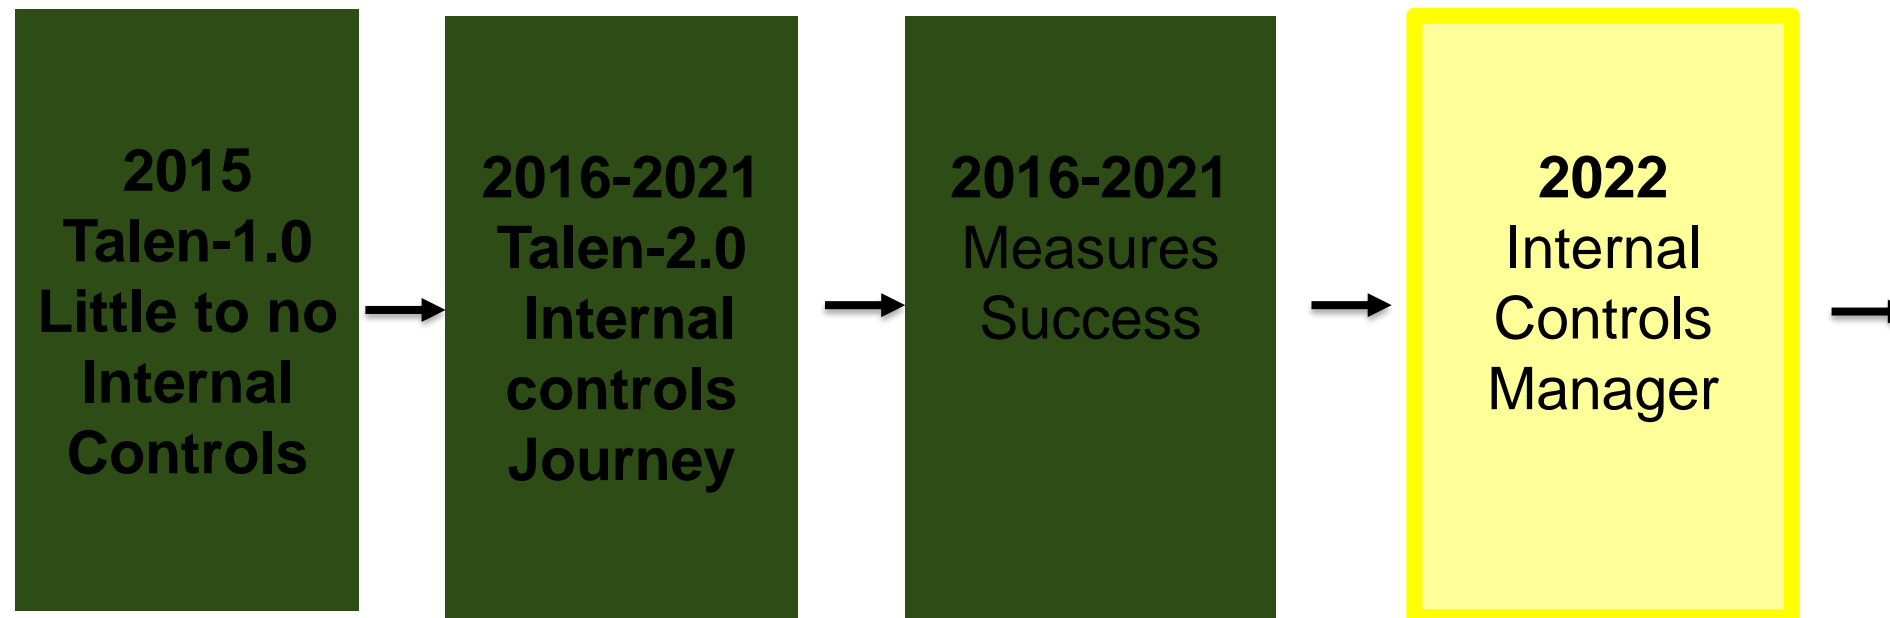 2015
Talen-1.0
Little to no
Internal
Controls
2016-2021
Talen-2.0
Internal
controls
Journey
2016-2021
Measures
Success
2022
Internal
Controls
Manager